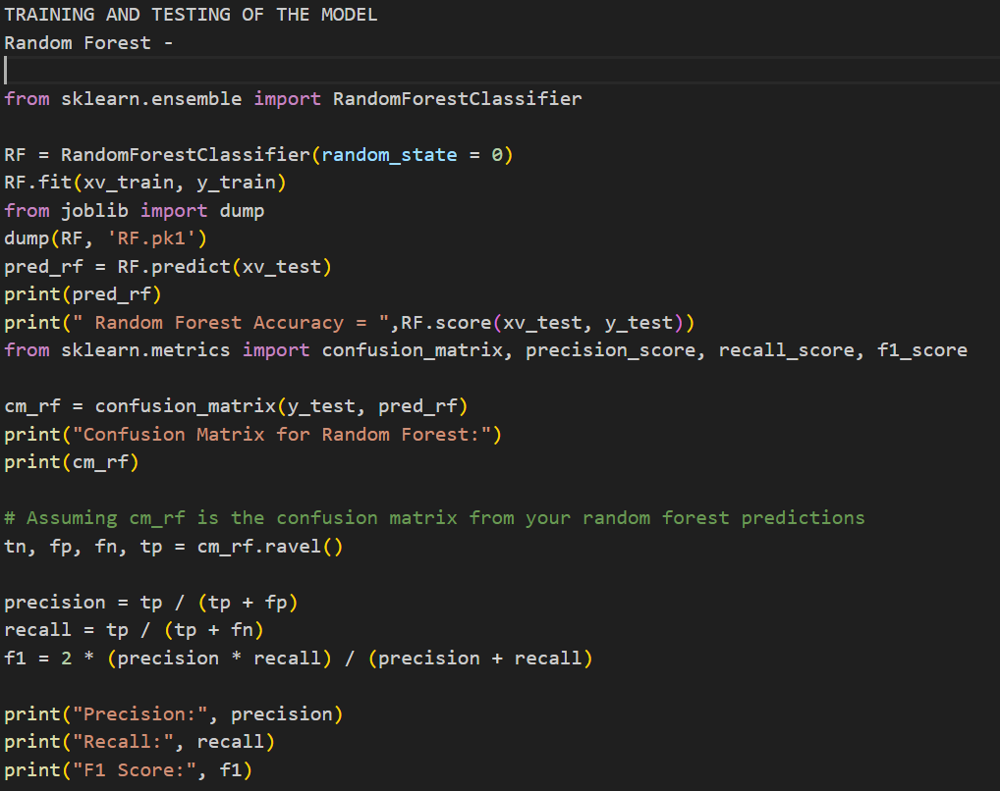 TRAINING AND TESTING OF THE MODEL
Random Forest -
from sklearn.ensemble import RandomForestClassifier
RF = RandomForestClassifier(random_state = 0)
RF.fit(xv_train, y_train)
from joblib import dump
dump(RF, 'RF.pk1')
pred_rf = RF.predict(xv_test)
print(pred_rf)
print(" Random Forest Accuracy = ",RF.score(xv_test, y_test))
from sklearn.metrics import confusion_matrix, precision_score, recall_score, f1_score
cm_rf = confusion_matrix(y_test, pred_rf)
print("Confusion Matrix for Random Forest:")
print(cm_rf)
# Assuming cm_rf is the confusion matrix from your random forest predictions
tn, fp, fn, tp = cm_rf.ravel()
precision = tp / (tp + fp)
recall = tp / (tp + fn)
f1 = 2 * (precision * recall) / (precision + recall)
print("Precision:", precision)
print("Recall:", recall)
print("F1 Score:", f1)